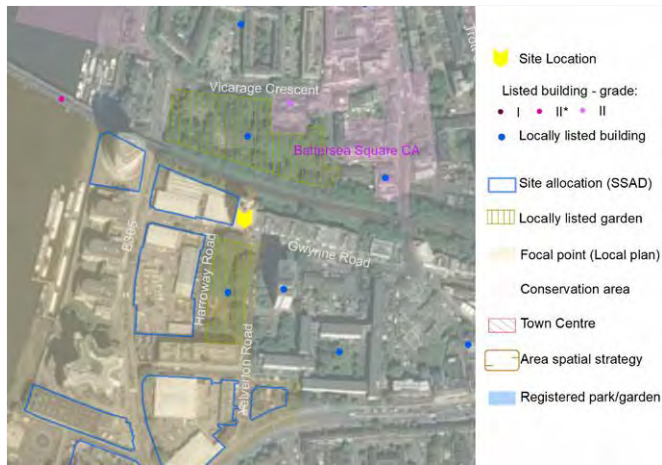 Vicarage Crescent
Battersea Square CA
B305
Harroway Road
Gwynne Road
Yelverton Road
Site Location
Listed building - grade:
I II* II
Locally listed building
Site allocation (SSAD)
Locally listed garden
Focal point (Local plan)
Conservation area
Town Centre
Area spatial strategy
Registered park/garden